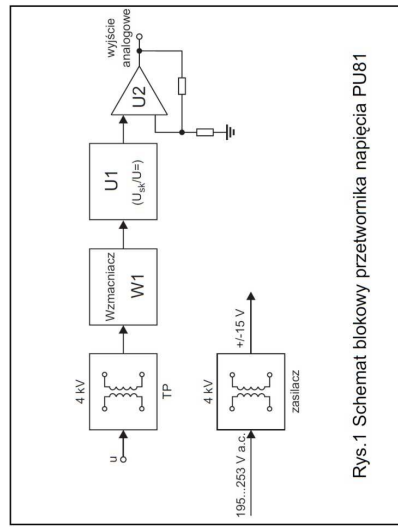 u
4 kV
TP
Wzmacniacz
W1
U1
(Usk/U=)
U2
wyjście
analogowe
195...253 V a.c.
4 kV
zasilacz
+/-15 V
Rys.1 Schemat blokowy przetwornika napięcia PU81